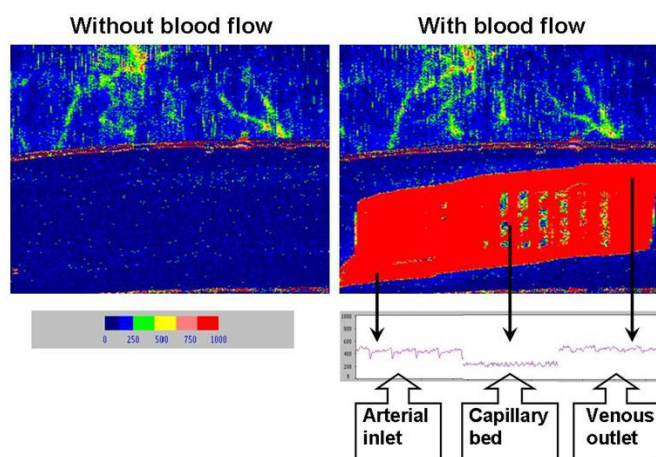 Without blood flow
With blood flow
0 250 500 750 1000
1000
800
600
400
200
0
Arterial
inlet
Capillary
bed
Venous
outlet